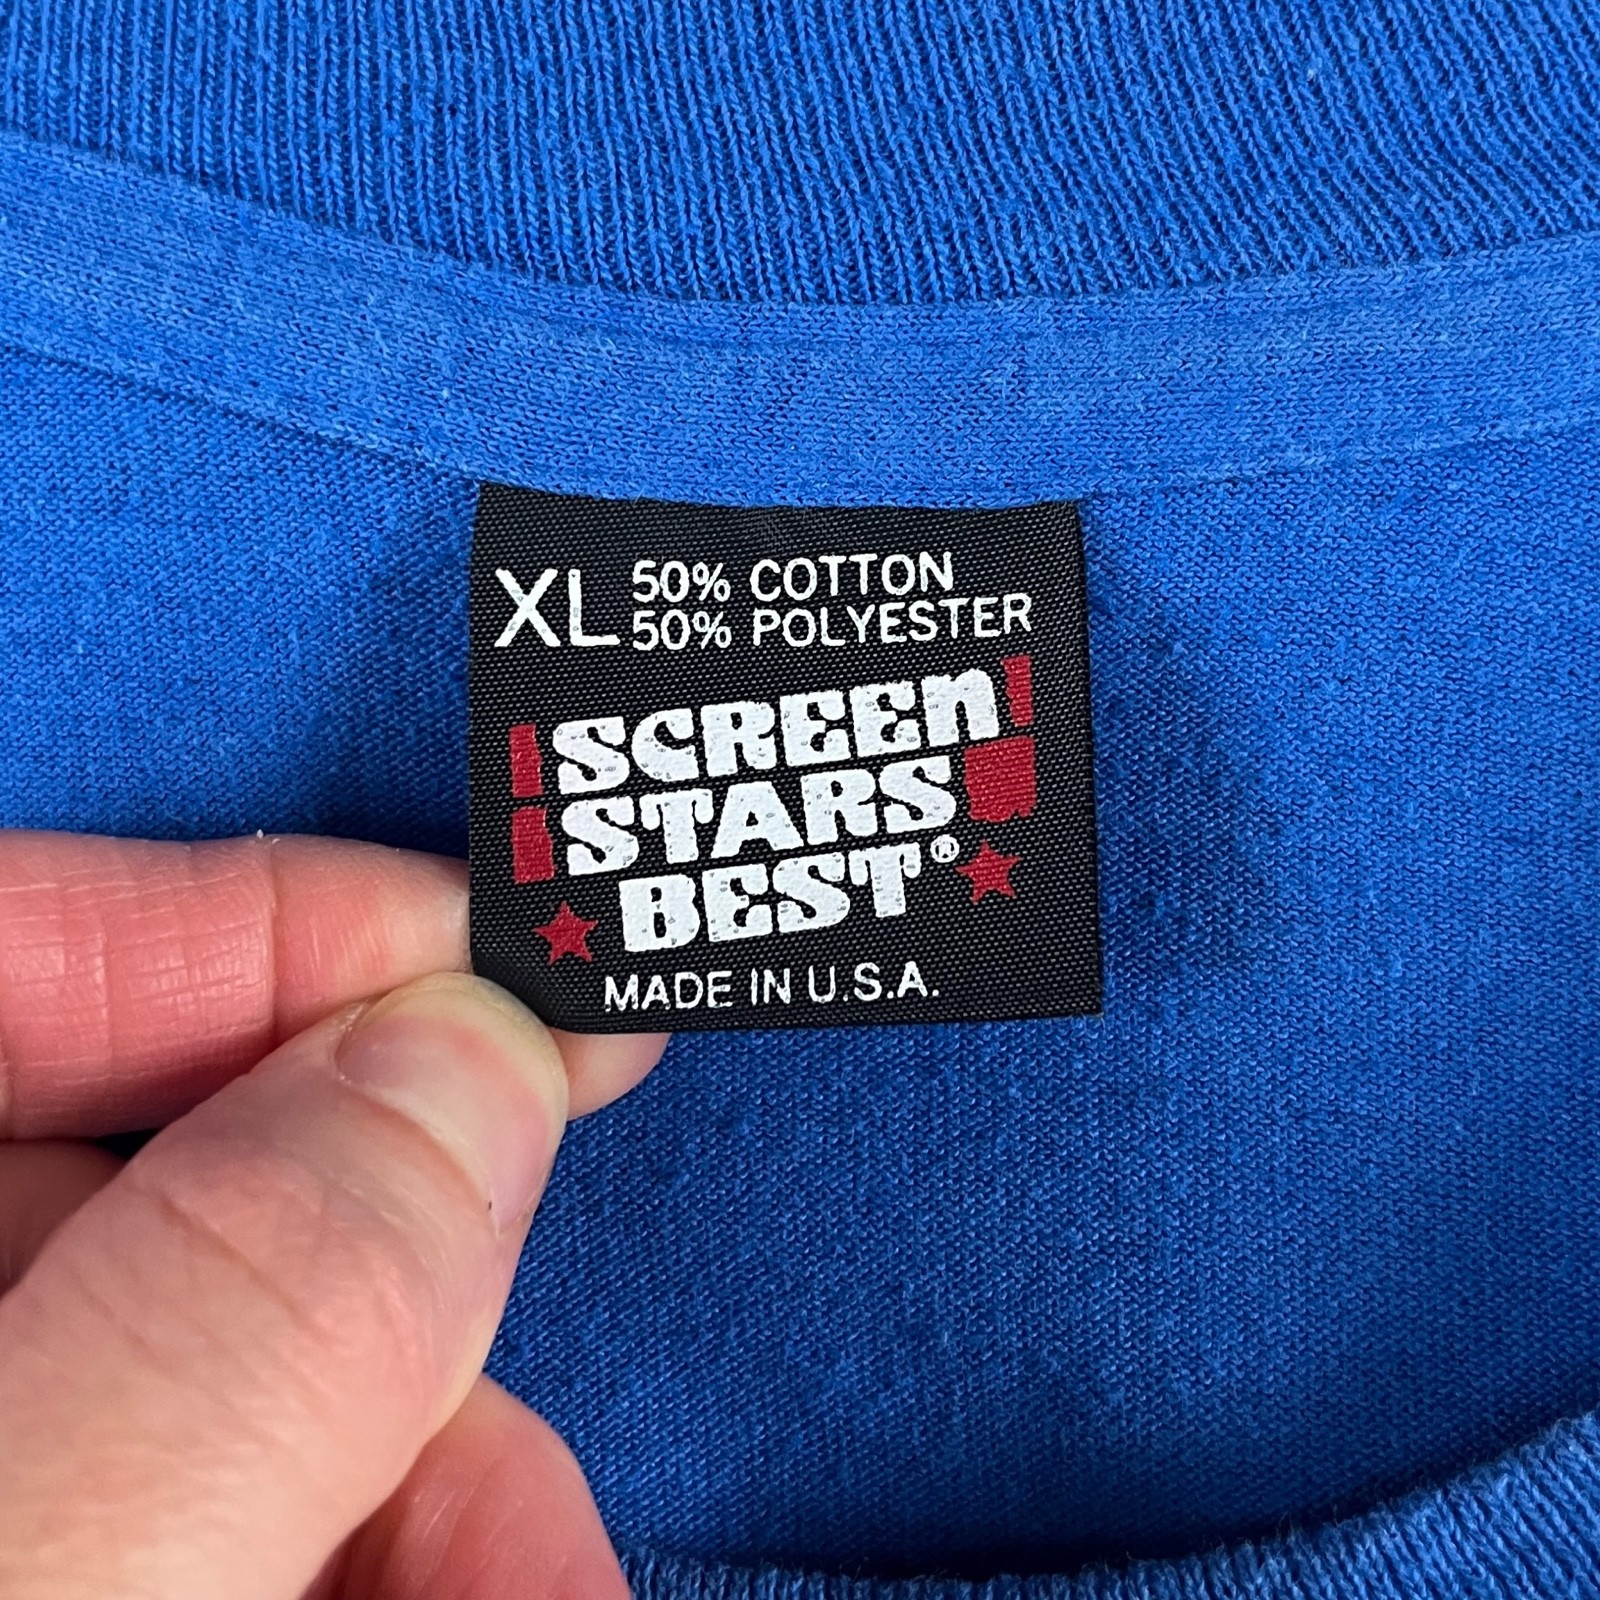 XL 50% COTTON
50% POLYESTER
SCREEN
STARS
BEST®
MADE IN U.S.A.